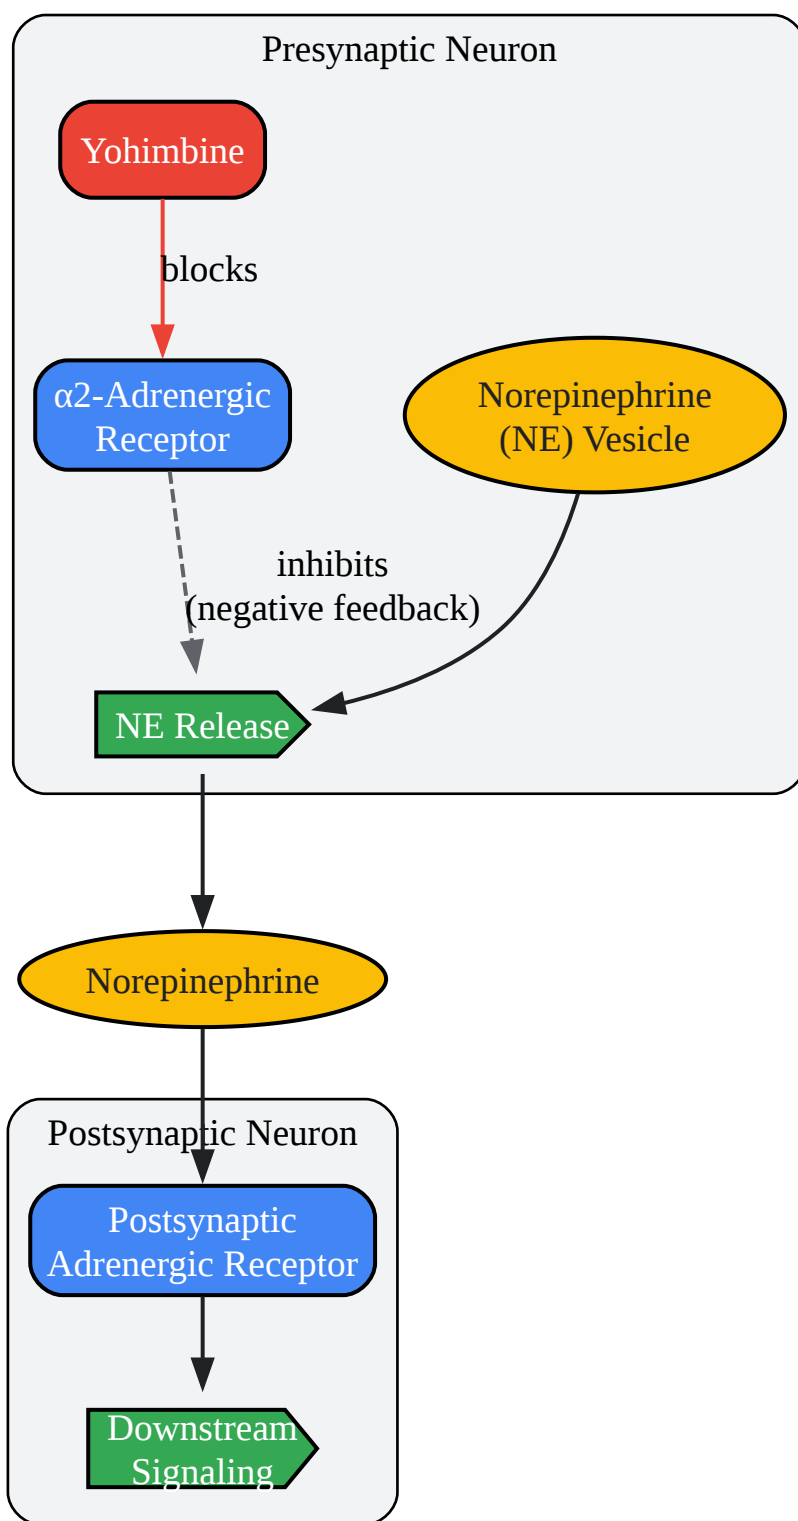 Presynaptic Neuron
Yohimbine
blocks
α2-Adrenergic
Receptor
Norepinephrine
(NE) Vesicle
inhibits
(negative feedback)
NE Release
Norepinephrine
Postsynaptic Neuron
Postsynaptic
Adrenergic Receptor
Downstream
Signaling